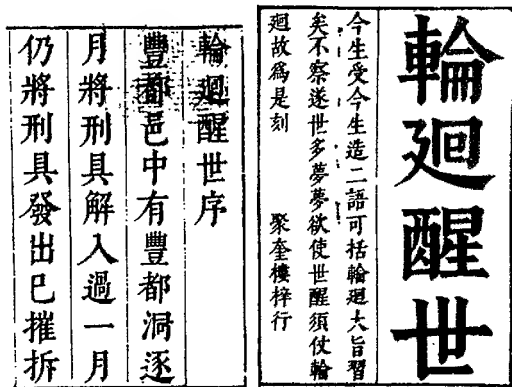 輪廻醒世
今生受今生造二語可括輪廻大旨習
矣不察遂世多夢夢欲使世醒須仗輪
廻故爲是刻　聚奎樓梓行
輪廻醒世序
豐都邑中有豐都洞逐
月將刑具解入過一月
仍將刑具發出已摧拆